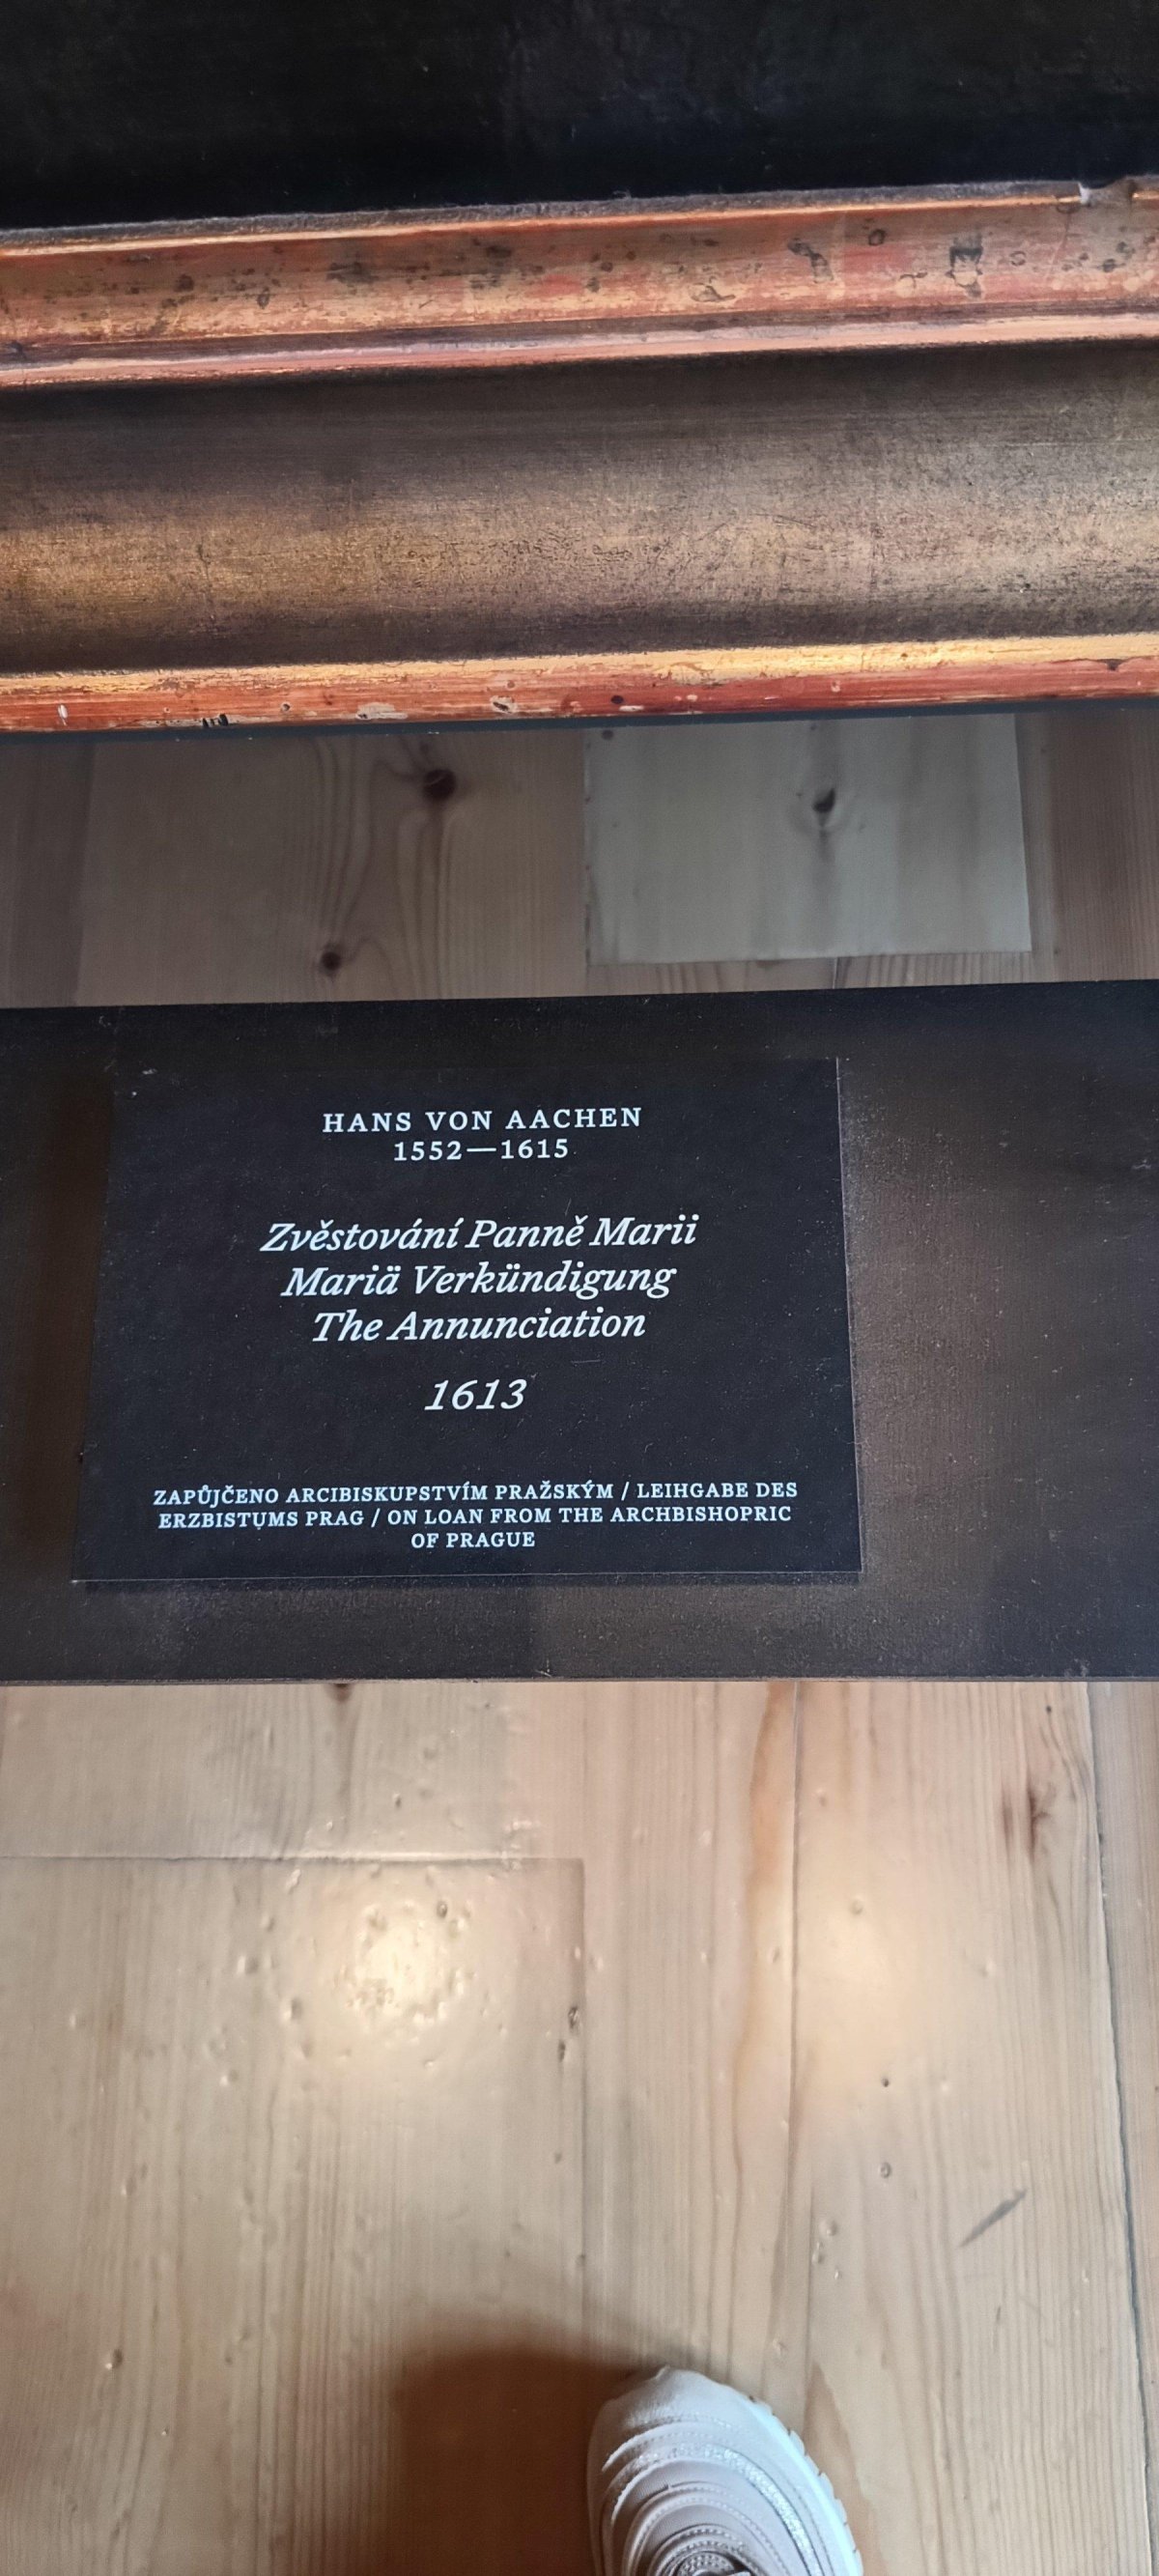 HANS VON AACHEN
1552—1615
Zvěstování Panně Marii
Mariä Verkündigung
The Annunciation
1613
ZAPŮJČENO ARCIBISKUPSTVÍM PRAŽSKÝM / LEIHGABE DES
ERZBISTUMS PRAG / ON LOAN FROM THE ARCHBISHOPRIC
OF PRAGUE